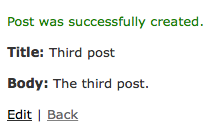 Post was successfully created.
Title: Third post
Body: The third post.
Edit | Back